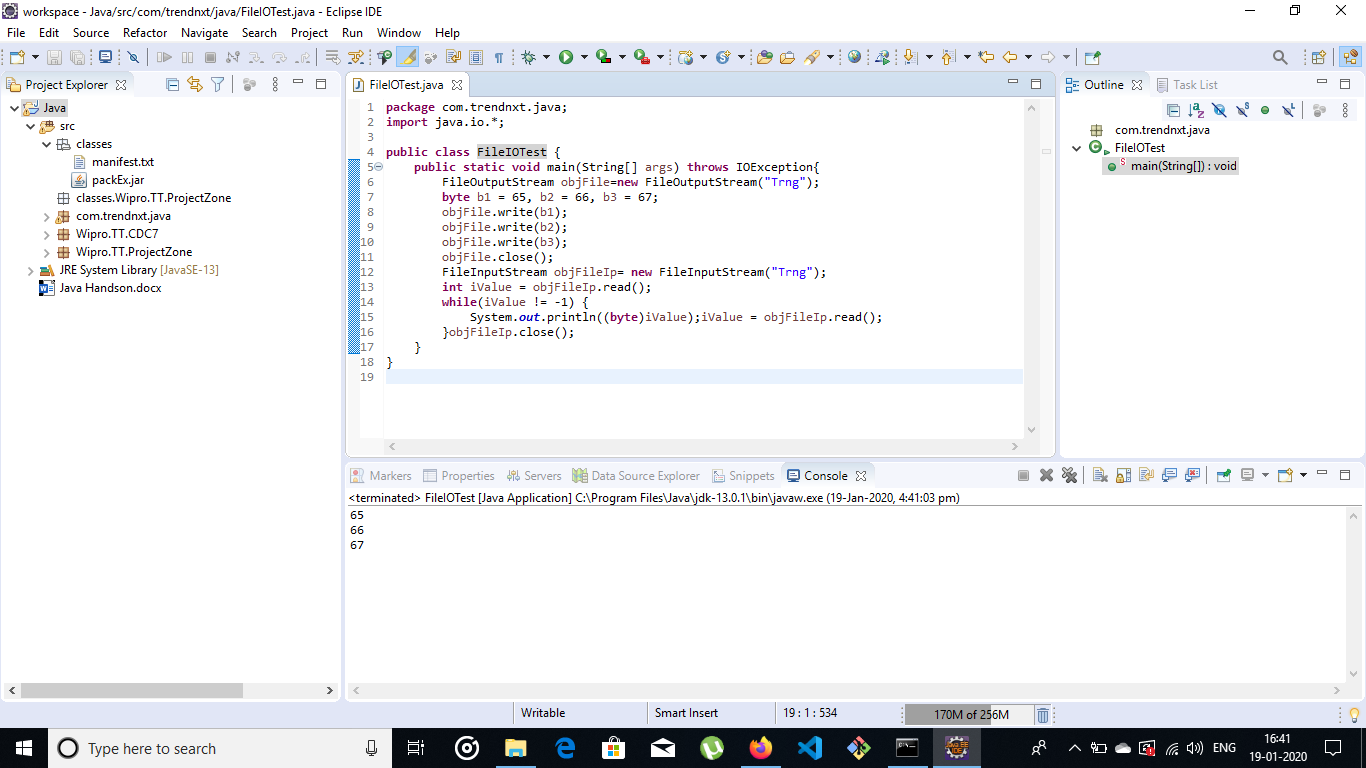 workspace - Java/src/com/trendnxt/java/FileIOTest.java - Eclipse IDE
File Edit Source Refactor Navigate Search Project Run Window Help
Project Explorer
Java
src
classes
manifest.txt
packEx.jar
classes.Wipro.TT.ProjectZone
com.trendnxt.java
Wipro.TT.CDC7
Wipro.TT.ProjectZone
JRE System Library [JavaSE-13]
Java Handson.docx
FileIOTest.java
1 package com.trendnxt.java;
2 import java.io.*;
3
4 public class FileIOTest {
5 public static void main(String[] args) throws IOException{
6 FileOutputStream objFile=new FileOutputStream("Trng");
7 byte b1 = 65, b2 = 66, b3 = 67;
8 objFile.write(b1);
9 objFile.write(b2);
10 objFile.write(b3);
11 objFile.close();
12 FileInputStream objFileIp= new FileInputStream("Trng");
13 int iValue = objFileIp.read();
14 while(iValue != -1) {
15 System.out.println((byte)iValue);iValue = objFileIp.read();
16 }objFileIp.close();
17 }
18 }
19
Outline Task List
com.trendnxt.java
FileIOTest
main(String[]) : void
Markers Properties Servers Data Source Explorer Snippets Console
<terminated> FileIOTest [Java Application] C:\Program Files\Java\jdk-13.0.1\bin\javaw.exe (19-Jan-2020, 4:41:03 pm)
65
66
67
Writable Smart Insert 19 : 1 : 534 170M of 256M
Type here to search
ENG
16:41
19-01-2020